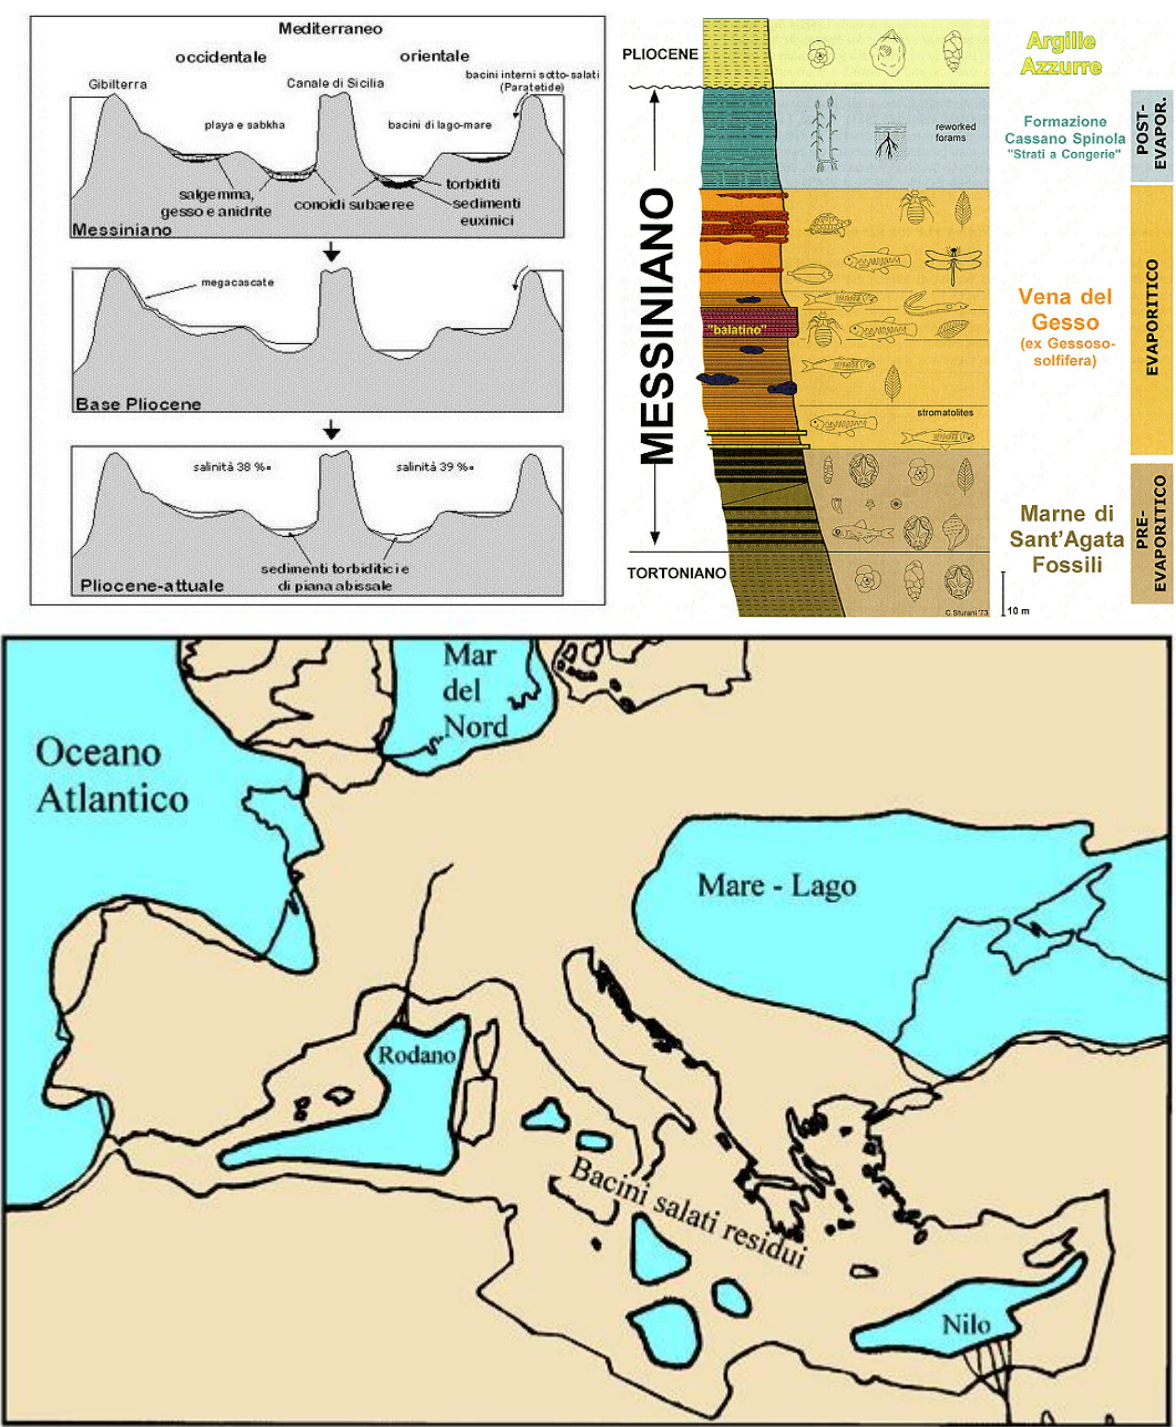 Mediterraneo
occidentale
orientale
Gibilterra
Canale di Sicilia
bacini interni sotto-salati
(Paratetide)
playa e sabkha
bacini di lago-mare
salgemma,
gesso e anidrite
conoidi subaeree
torbiditi
sedimenti
euxinici
Messiniano
megacascate
Base Pliocene
salinità 38 ‰
salinità 39 ‰
sedimenti torbiditici e
di piana abissale
Pliocene-attuale
PLIOCENE
MESSINIANO
TORTONIANO
"balatino"
reworked
forams
stromatolites
C.Sturani '73
10 m
Argille
Azzurre
Formazione
Cassano Spinola
"Strati a Congerie"
POST-
EVAPOR.
Vena del
Gesso
(ex Gessoso-
solfifera)
EVAPORITICO
Marne di
Sant'Agata
Fossili
PRE-
EVAPORITICO
Mar
del
Nord
Oceano
Atlantico
Mare - Lago
Rodano
Bacini salati residui
Nilo